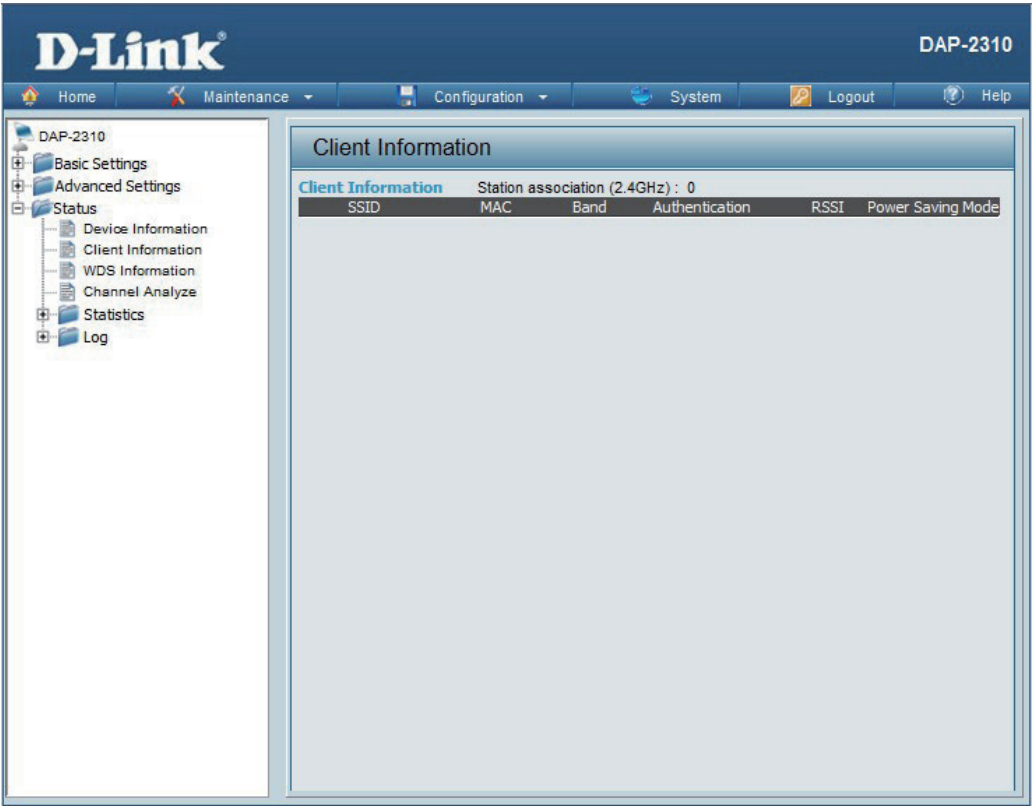 D-Link®
DAP-2310
Home Maintenance Configuration System Logout Help
DAP-2310
Basic Settings
Advanced Settings
Status
Device Information
Client Information
WDS Information
Channel Analyze
Statistics
Log
Client Information
Client Information Station association (2.4GHz) : 0
SSID MAC Band Authentication RSSI Power Saving Mode